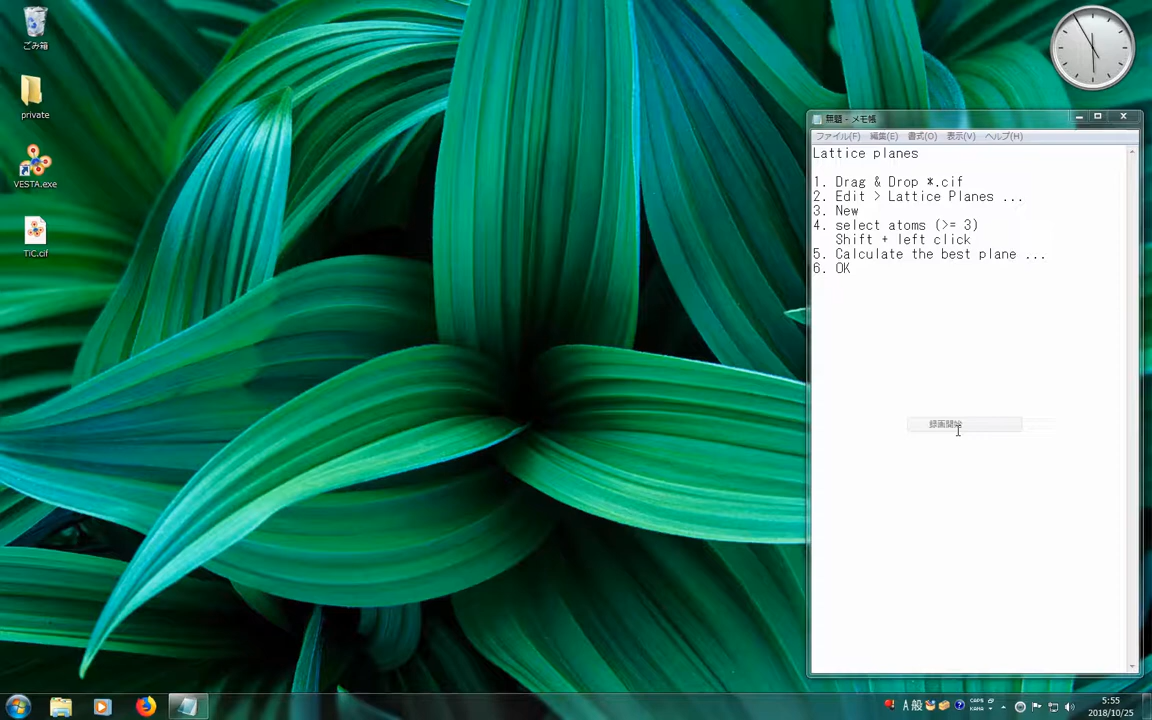 ごみ箱
private
VESTA.exe
TiC.cif
無題 - メモ帳
ファイル(F) 編集(E) 書式(O) 表示(V) ヘルプ(H)
Lattice planes
1. Drag & Drop *.cif
2. Edit > Lattice Planes ...
3. New
4. select atoms (>= 3)
Shift + left click
5. Calculate the best plane ...
6. OK
録画開始
A 般
CAPS
KANA
5:55
2018/10/25